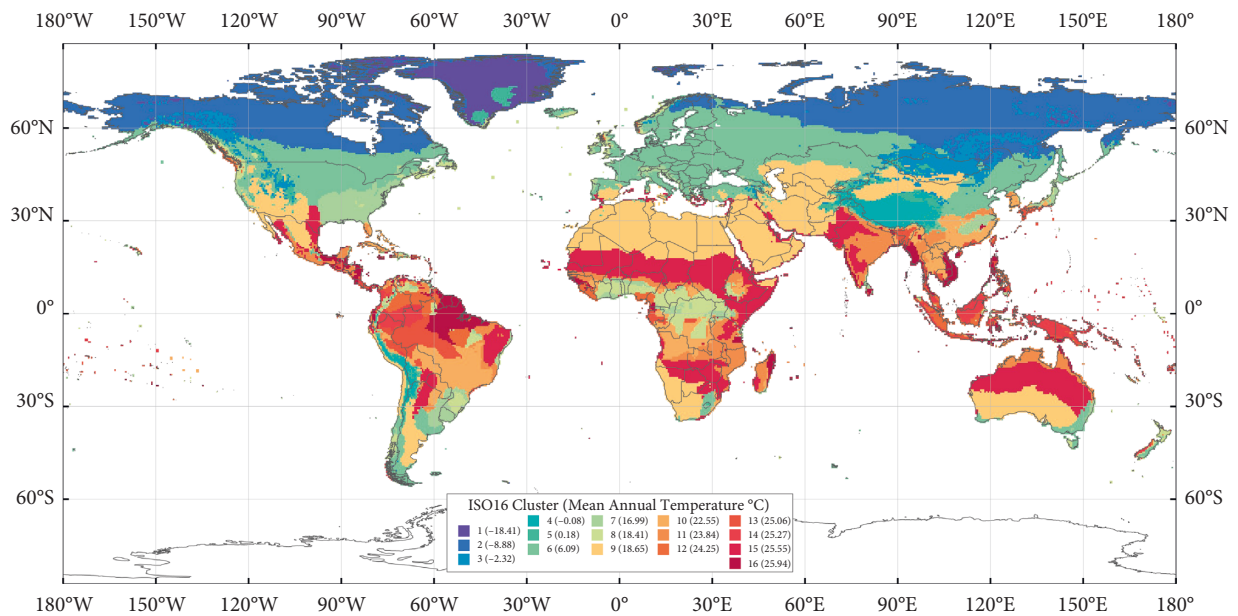 180°W 150°W 120°W 90°W 60°W 30°W 0° 30°E 60°E 90°E 120°E 150°E 180°
60°N 60°N
30°N 30°N
0° 0°
30°S 30°S
60°S 60°S
ISO16 Cluster (Mean Annual Temperature °C)
1 (−18.41)
2 (−8.88)
3 (−2.32)
4 (−0.08)
5 (0.18)
6 (6.09)
7 (16.99)
8 (18.41)
9 (18.65)
10 (22.55)
11 (23.84)
12 (24.25)
13 (25.06)
14 (25.27)
15 (25.55)
16 (25.94)
180°W 150°W 120°W 90°W 60°W 30°W 0° 30°E 60°E 90°E 120°E 150°E 180°